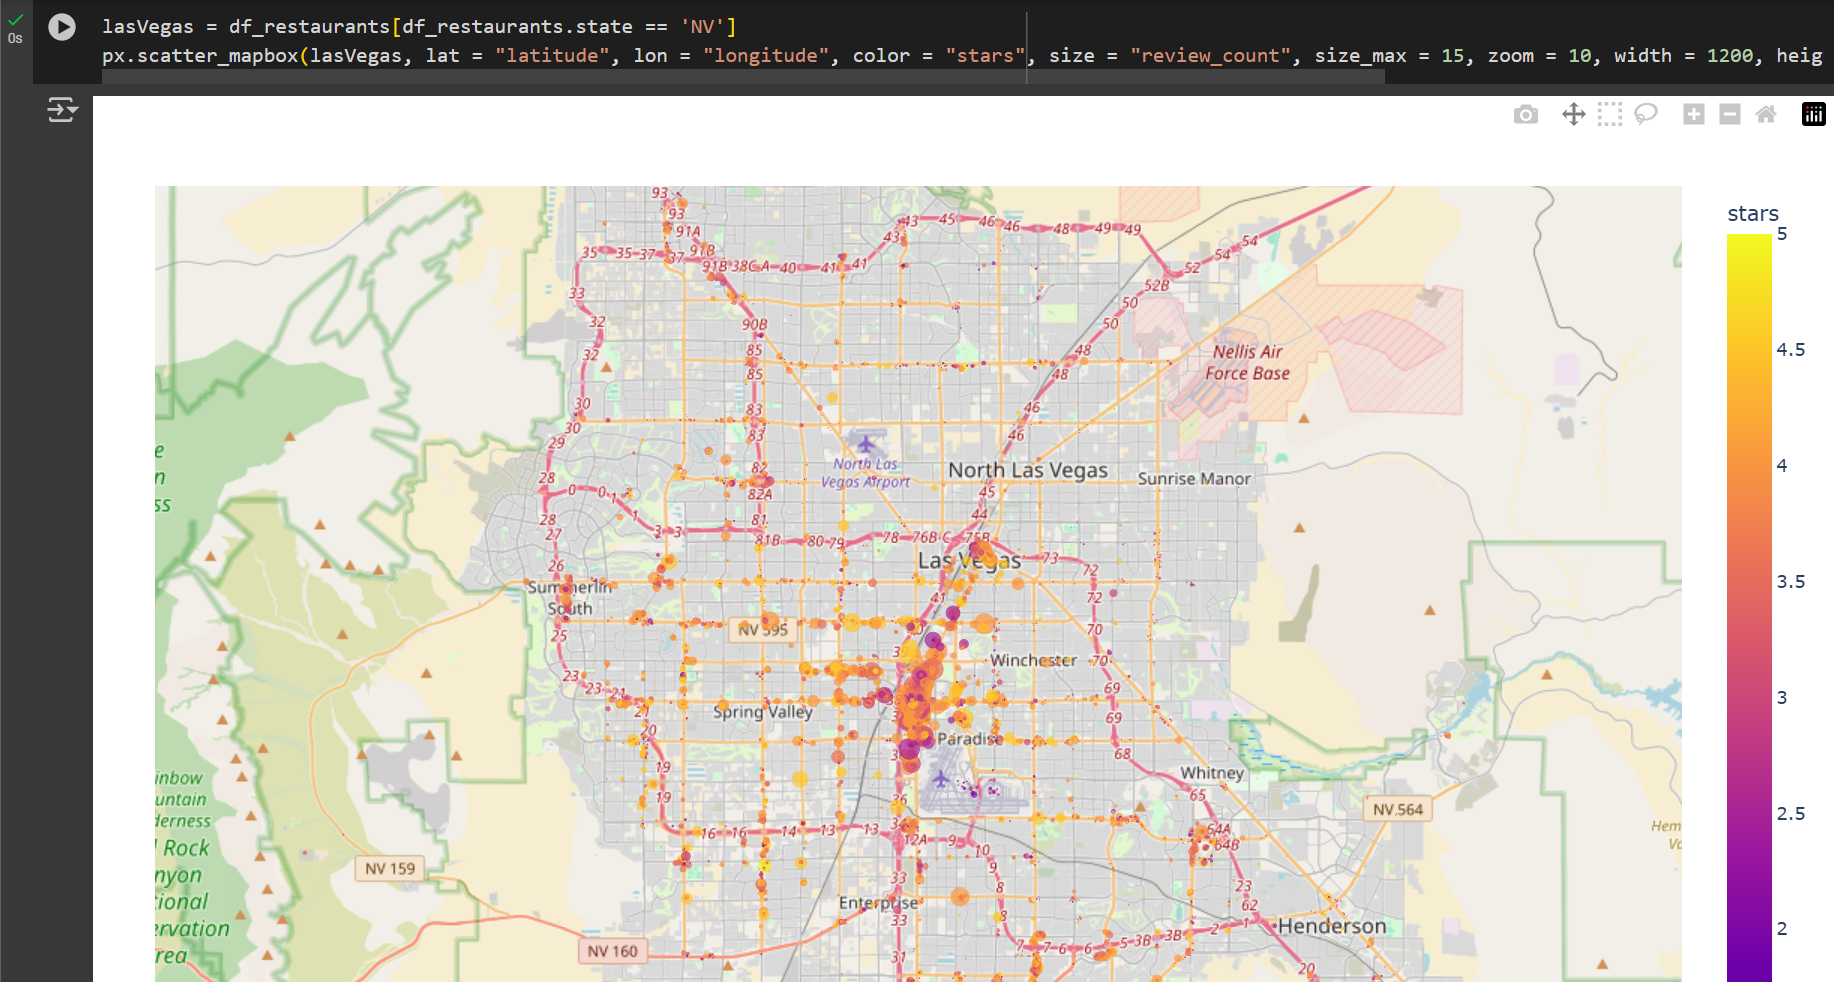 lasVegas = df_restaurants[df_restaurants.state == 'NV']
0s
px.scatter_mapbox(lasVegas, lat = "latitude", lon = "longitude", color = "stars", size = "review_count", size_max = 15, zoom = 10, width = 1200, heig
stars
5
4.5
4
3.5
3
2.5
2
93
93
91A
91B
91B 38C A 40 41 41
35 35 37 37
43 43 45 46 46 48 49 49
54
54
52
52B
50
50
48
48
46
46
45
44
33
32
32
30
30
29
28
28
27
26
25
23
23 21
21
20
19
19
90B
85
85
83
83
82
82A
81
81B 80 79 78 76B C 75B
73
72
72
70
70
69
69
68
65
64A
64B
0 0 1
1
3 3
41
36
16 16 14 13 13
12A 9
10
9
8
8
7 7 6 6 5 3B 3B 2 1
33
33
31
23
62
20
Nellis Air
Force Base
North Las
Vegas Airport
North Las Vegas
Sunrise Manor
Las Vegas
Summerlin
South
NV 595
Winchester
Spring Valley
Paradise
Whitney
NV 564
NV 159
Enterprise
NV 160
Henderson
e
n
ss
inbow
untain
lderness
l Rock
nyon
tional
ervation
rea
Hem
Va